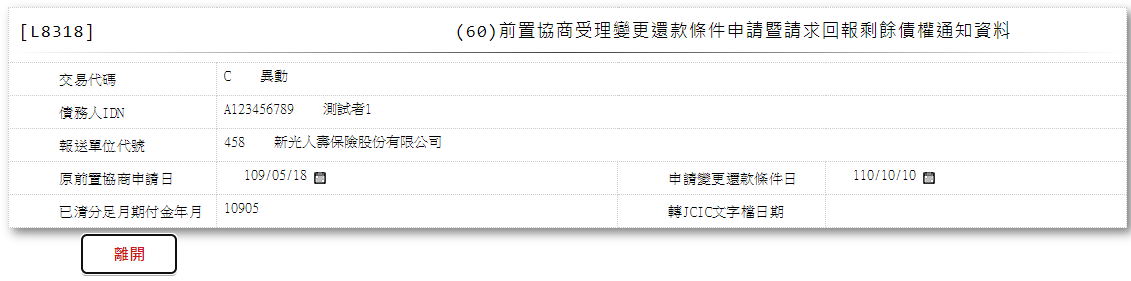 [L8318] (60)前置協商受理變更還款條件申請暨請求回報剩餘債權通知資料
交易代碼 C 異動
債務人IDN A123456789 測試者1
報送單位代號 458 新光人壽保險股份有限公司
原前置協商申請日 109/05/18 申請變更還款條件日 110/10/10
已清分足月期付金年月 10905 轉JCIC文字檔日期
離開